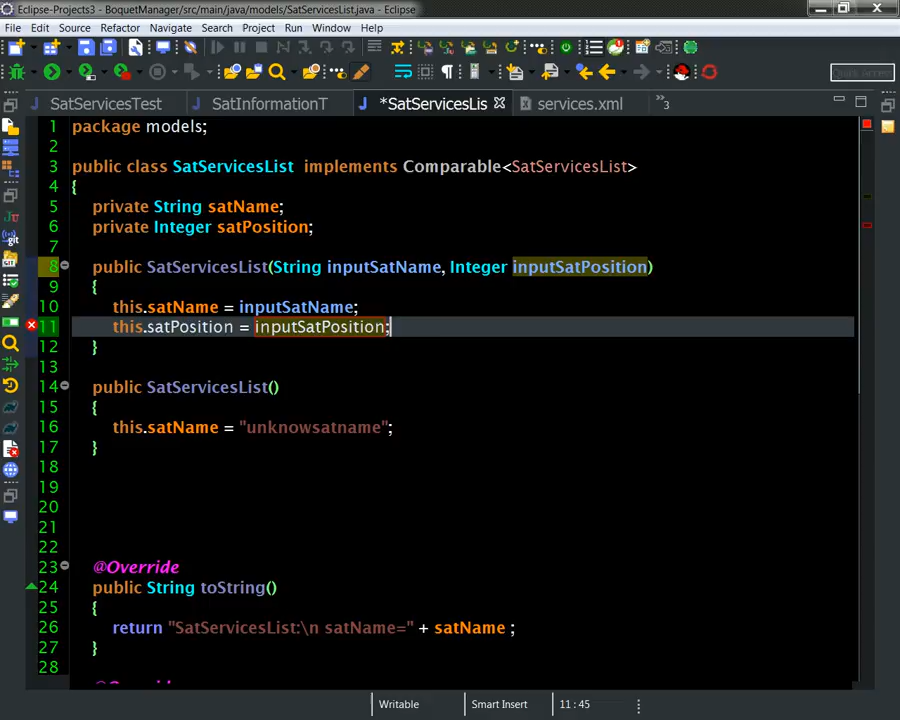 Eclipse-Projects3 - BoquetManager/src/main/java/models/SatServicesList.java - Eclipse
File Edit Source Refactor Navigate Search Project Run Window Help
Quick Access
SatServicesTest SatInformationT *SatServicesLis services.xml »3
1 package models;
2
3 public class SatServicesList implements Comparable<SatServicesList>
4 {
5 private String satName;
6 private Integer satPosition;
7
8 public SatServicesList(String inputSatName, Integer inputSatPosition)
9 {
10 this.satName = inputSatName;
11 this.satPosition = inputSatPosition;
12 }
13
14 public SatServicesList()
15 {
16 this.satName = "unknowsatname";
17 }
18
19
20
21
22
23 @Override
24 public String toString()
25 {
26 return "SatServicesList:\n satName=" + satName ;
27 }
28
Writable Smart Insert 11 : 45